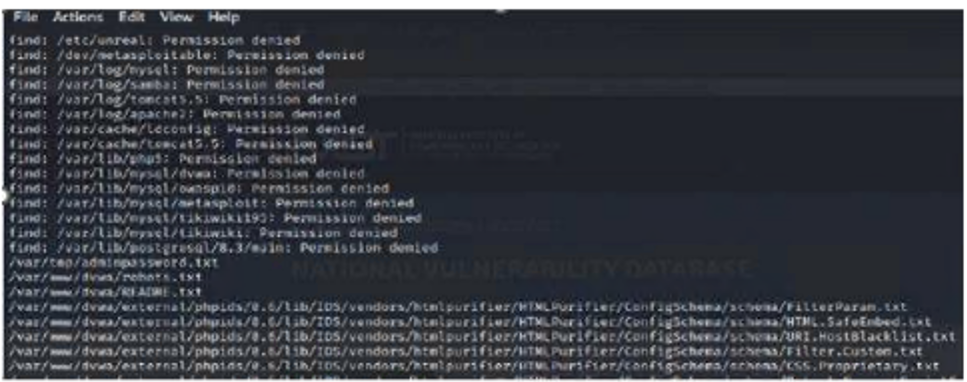 File Actions Edit View Help
find: /etc/unreal: Permission denied
find: /dev/metasploitable: Permission denied
find: /var/log/mysql: Permission denied
find: /var/log/samba: Permission denied
find: /var/log/tomcat5.5: Permission denied
find: /var/log/apache2: Permission denied
find: /var/cache/ldconfig: Permission denied
find: /var/cache/tomcat5.5: Permission denied
find: /var/lib/php5: Permission denied
find: /var/lib/mysql/dvwa: Permission denied
find: /var/lib/mysql/owasp10: Permission denied
find: /var/lib/mysql/metasploit: Permission denied
find: /var/lib/mysql/tikiwiki195: Permission denied
find: /var/lib/mysql/tikiwiki: Permission denied
find: /var/lib/postgresql/8.3/main: Permission denied
/var/tmp/adminpassword.txt
NATIONAL VULNERABILITY DATABASE
/var/www/dvwa/robots.txt
/var/www/dvwa/README.txt
/var/www/dvwa/external/phpids/0.6/lib/IDS/vendors/htmlpurifier/HTMLPurifier/ConfigSchema/schema/FilterParam.txt
/var/www/dvwa/external/phpids/0.6/lib/IDS/vendors/htmlpurifier/HTMLPurifier/ConfigSchema/schema/HTML.SafeEmbed.txt
/var/www/dvwa/external/phpids/0.6/lib/IDS/vendors/htmlpurifier/HTMLPurifier/ConfigSchema/schema/URI.HostBlacklist.txt
/var/www/dvwa/external/phpids/0.6/lib/IDS/vendors/htmlpurifier/HTMLPurifier/ConfigSchema/schema/Filter.Custom.txt
/var/www/dvwa/external/phpids/0.6/lib/IDS/vendors/htmlpurifier/HTMLPurifier/ConfigSchema/schema/CSS.Proprietary.txt